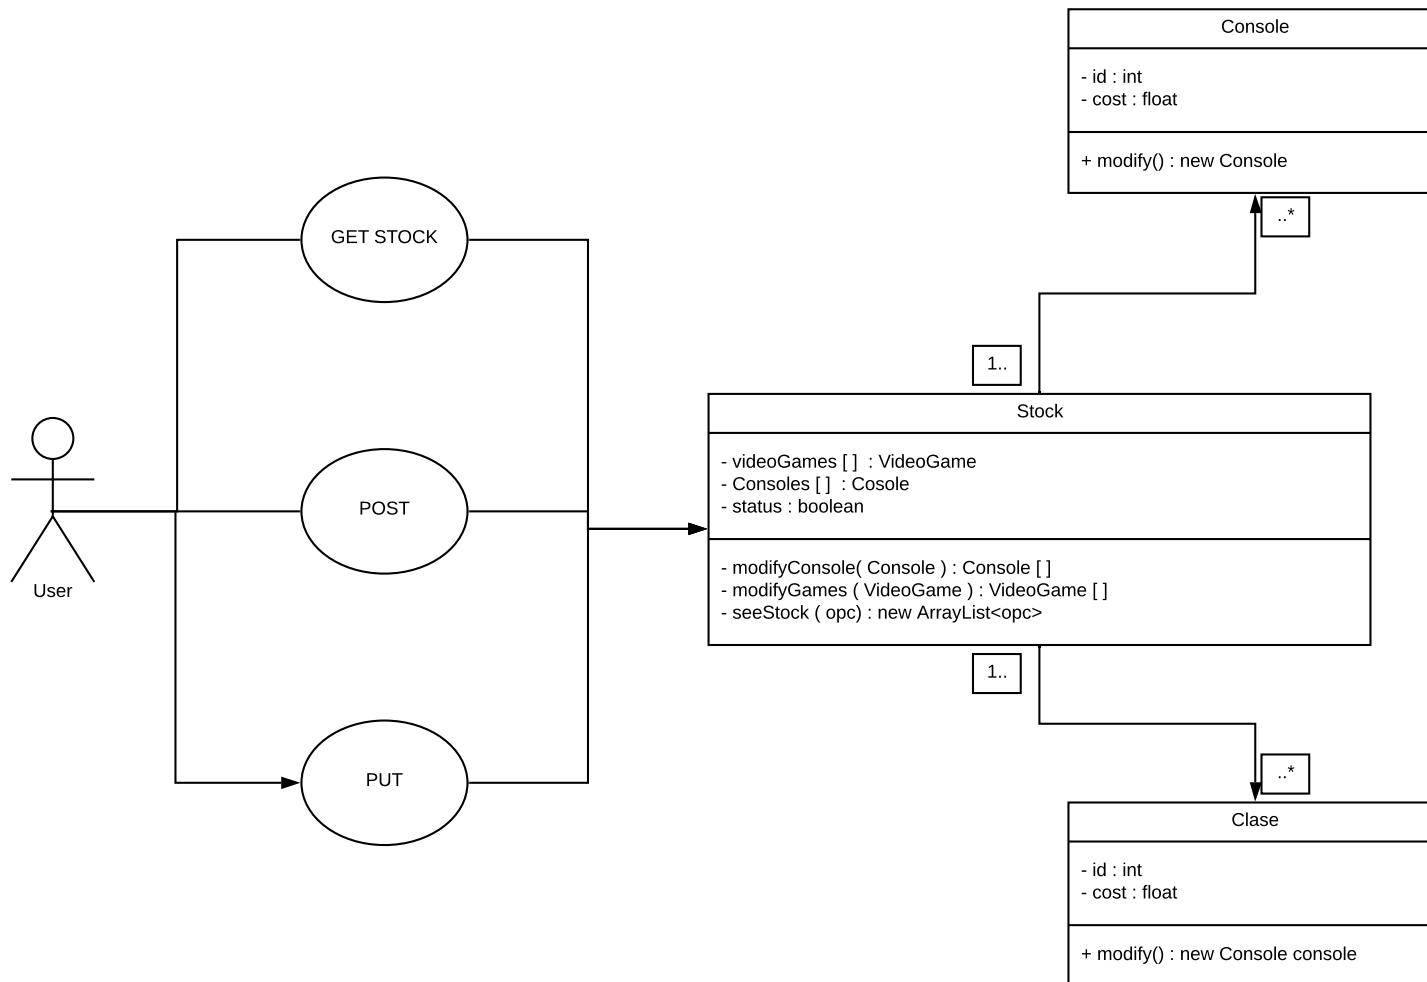 Console
- id : int
- cost : float
+ modify() : new Console
..*
GET STOCK
1..
Stock
- videoGames [ ]  : VideoGame
- Consoles [ ]  : Cosole
- status : boolean
- modifyConsole( Console ) : Console [ ]
- modifyGames ( VideoGame ) : VideoGame [ ]
- seeStock ( opc) : new ArrayList<opc>
POST
User
1..
PUT
..*
Clase
- id : int
- cost : float
+ modify() : new Console console